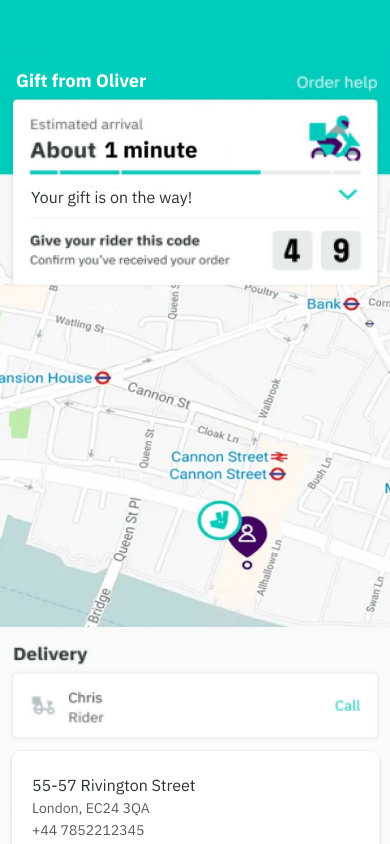 Gift from Oliver
Order help
Estimated arrival
About 1 minute
Your gift is on the way!
Give your rider this code
4 9
Confirm you've received your order
Poultry
Bank
Queen S
B
Watling St
ansion House
Cannon St
Walbrook
Cloak Ln
Queen St
Cannon Street
Cannon Street
Bush Ln
Queen St Pl
Allhallows Ln
Swan Ln
Bridge
Delivery
Chris
Rider
Call
55-57 Rivington Street
London, EC24 3QA
+44 7852212345